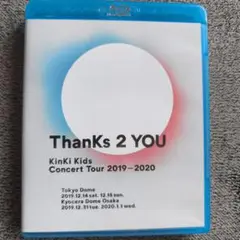 ThanKs 2 YOU
KinKi Kids
Concert Tour 2019-2020
Tokyo Dome
2019.12.14 sat. 12.15 sun.
Kyocera Dome Osaka
2019.12.31 tue. 2020.1.1 wed.